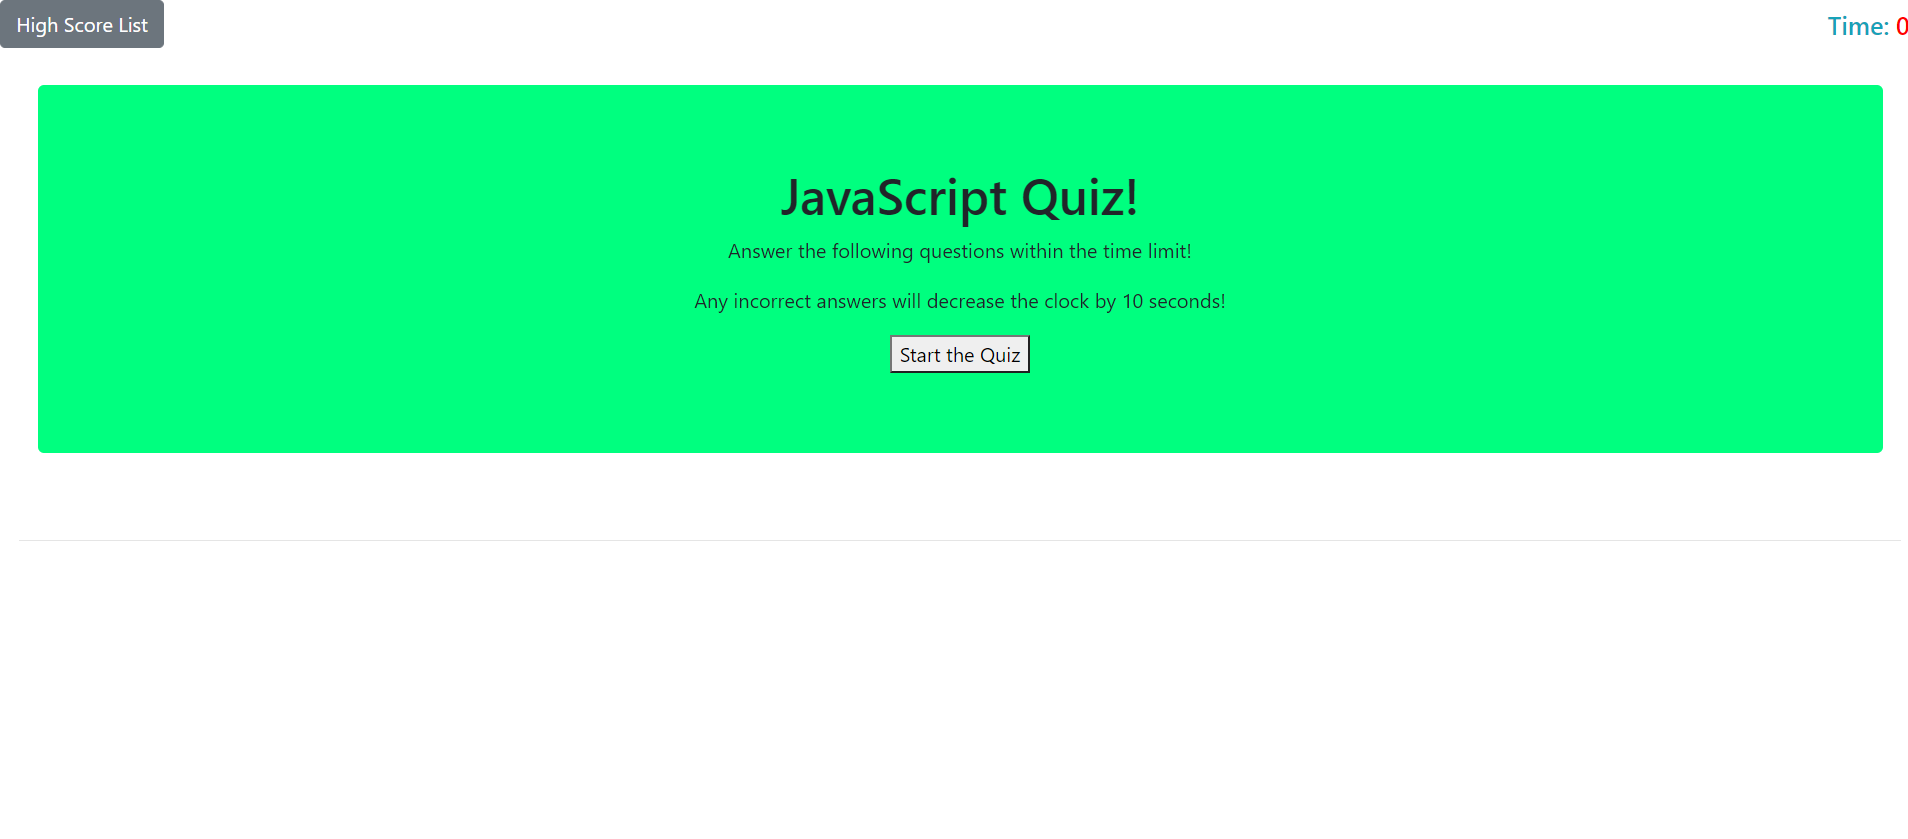 High Score List
Time: 0
JavaScript Quiz!
Answer the following questions within the time limit!
Any incorrect answers will decrease the clock by 10 seconds!
Start the Quiz